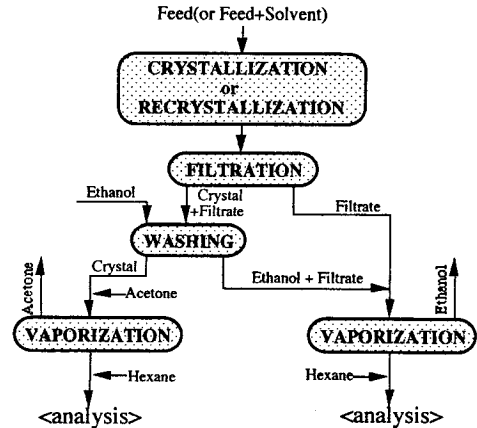 Feed(or Feed+Solvent)
CRYSTALLIZATION
or
RECRYSTALLIZATION
FILTRATION
Ethanol
Crystal
+Filtrate
Filtrate
WASHING
Crystal
Ethanol + Filtrate
Acetone
Acetone
Ethanol
VAPORIZATION
VAPORIZATION
Hexane
Hexane
<analysis>
<analysis>